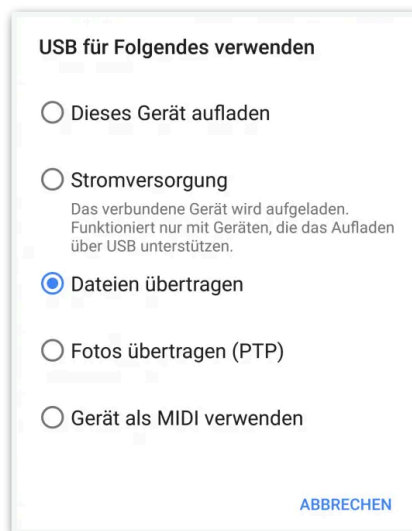 USB für Folgendes verwenden
Dieses Gerät aufladen
Stromversorgung
Das verbundene Gerät wird aufgeladen.
Funktioniert nur mit Geräten, die das Aufladen
über USB unterstützen.
Dateien übertragen
Fotos übertragen (PTP)
Gerät als MIDI verwenden
ABBRECHEN